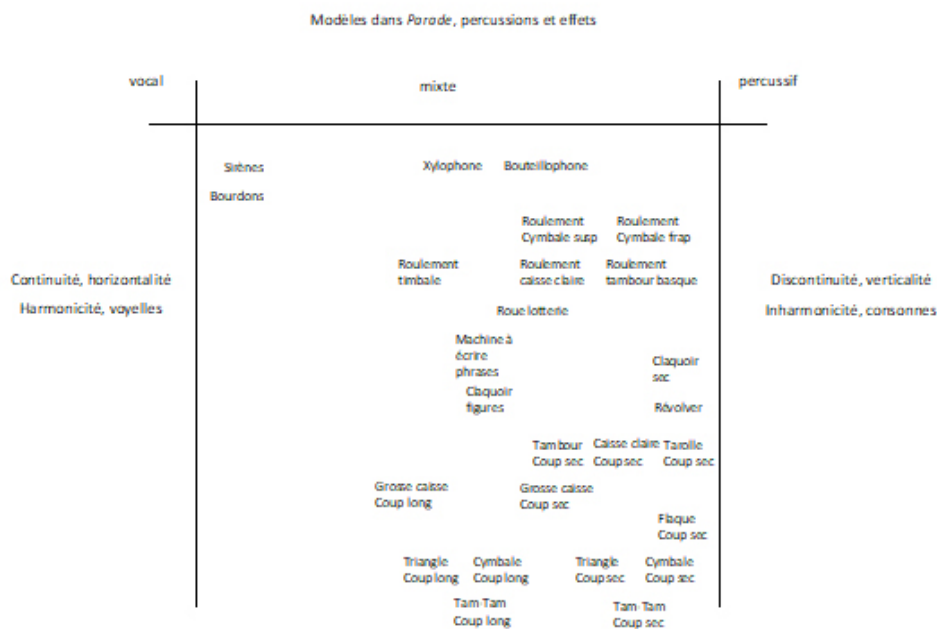 Modèles dans Parade, percussions et effets
vocal
mixte
percussif
Sirènes
Xylophone
Bouteillophone
Bourdons
Roulement
Cymbale susp
Roulement
Cymbale frap
Continuité, horizontalité
Harmonicité, voyelles
Roulement
timbale
Roulement
caisse claire
Roulement
tambour basque
Discontinuité, verticalité
Inharmonicité, consonnes
Roue lotterie
Machine à
écrire
phrases
Claquoir
sec
Claquoir
figures
Révolver
Tambour
Coup sec
Caisse claire
Coup sec
Tarolle
Coup sec
Grosse caisse
Coup long
Grosse caisse
Coup sec
Flaque
Coup sec
Triangle
Coup long
Cymbale
Coup long
Triangle
Coup sec
Cymbale
Coup sec
Tam-Tam
Coup long
Tam-Tam
Coup sec